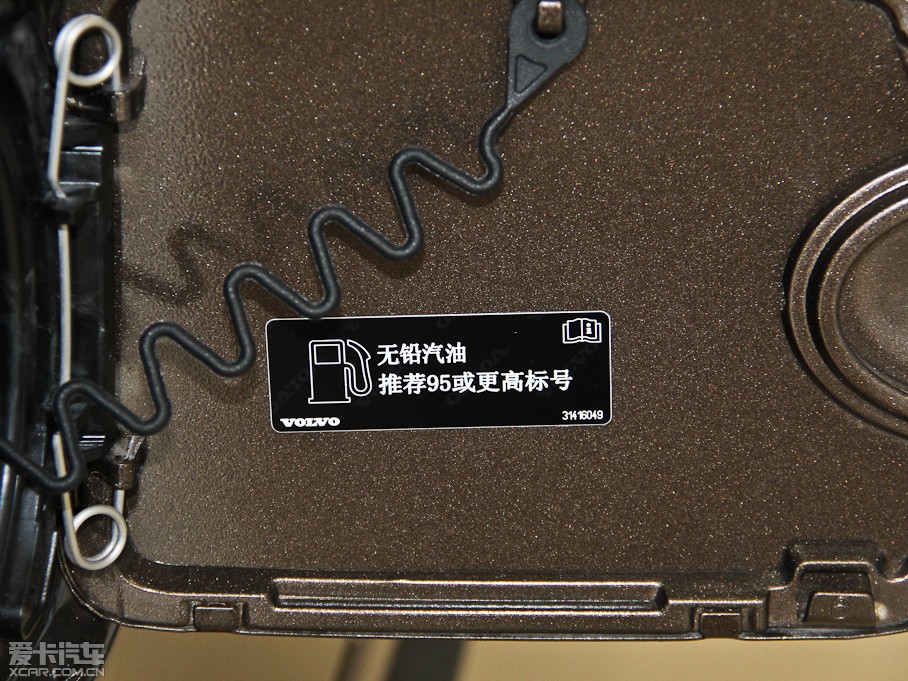 无铅汽油
推荐95或更高标号
VOLVO
31416049
爱卡汽车
XCAR.COM.CN